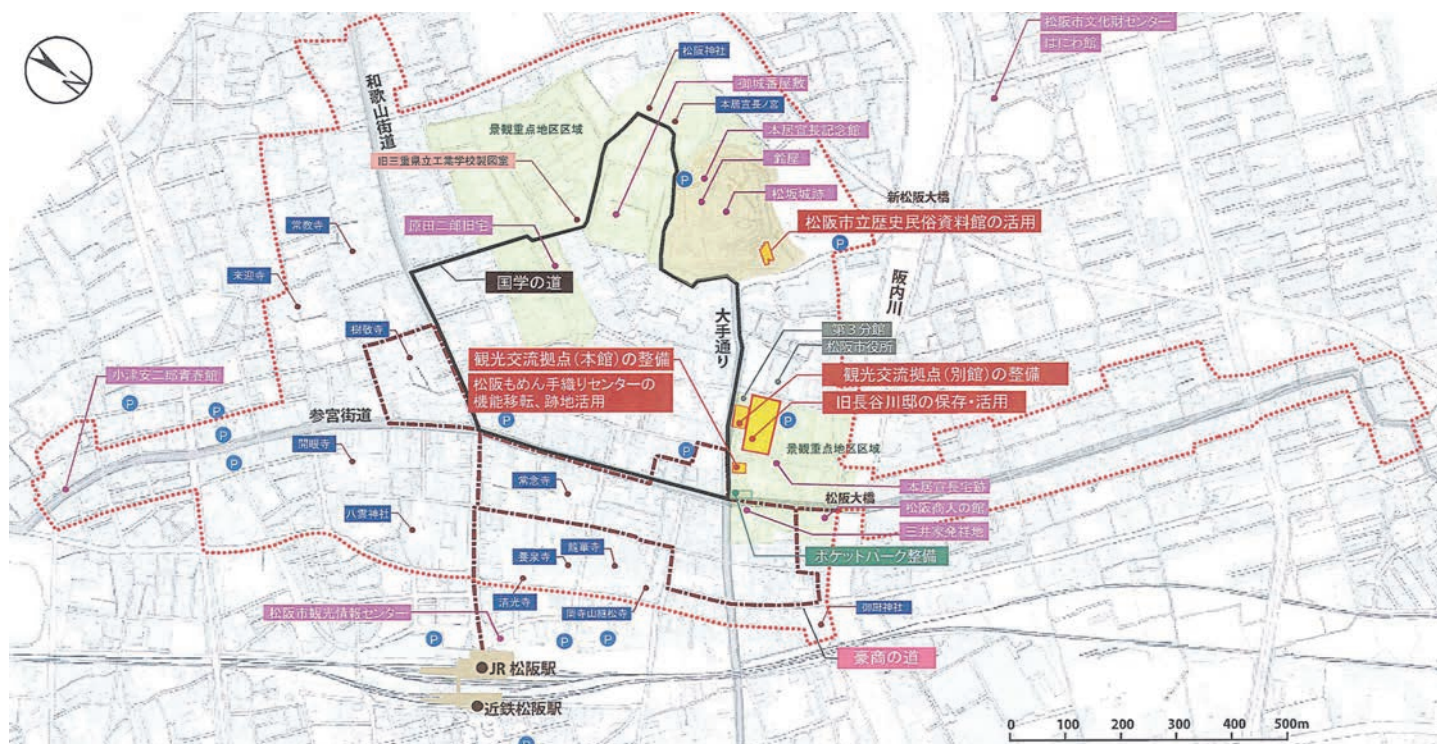 N
和歌山街道
松阪神社
御城番屋敷
本居宣長ノ宮
松阪市文化財センター
はにわ館
景観重点地区区域
本居宣長記念館
鈴屋
松坂城跡
旧三重県立工業学校製図室
新松阪大橋
原田二郎旧宅
松阪市立歴史民俗資料館の活用
常教寺
来迎寺
国学の道
阪内川
大手通り
樹敬寺
第3分館
松阪市役所
観光交流拠点(本館)の整備
観光交流拠点(別館)の整備
小津安二郎青春館
松阪もめん手織りセンターの
機能移転、跡地活用
旧長谷川邸の保存・活用
参宮街道
開眼寺
景観重点地区区域
本居宣長宅跡
常念寺
松阪大橋
松阪商人の館
八雲神社
三井家発祥地
ポケットパーク整備
龍華寺
養泉寺
清光寺
岡寺山継松寺
松阪市観光情報センター
御厨神社
豪商の道
JR 松阪駅
近鉄松阪駅
P
P
P
P
P
P
P
P
P
P
P
P
0 100 200 300 400 500m